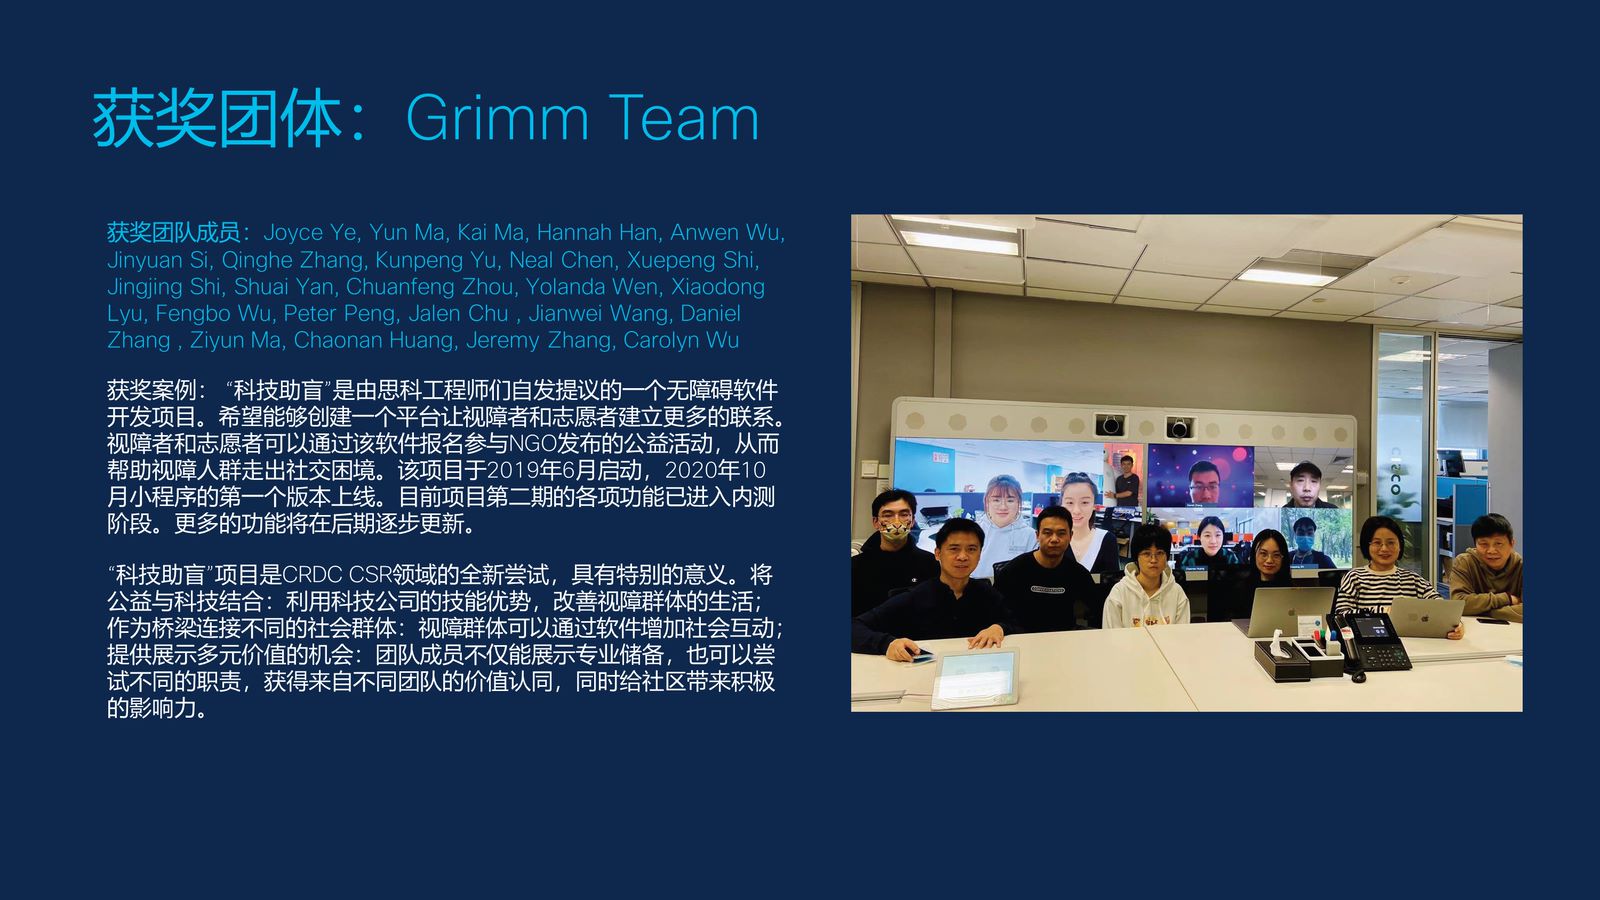 获奖团体：Grimm Team
获奖团队成员：Joyce Ye, Yun Ma, Kai Ma, Hannah Han, Anwen Wu,
Jinyuan Si, Qinghe Zhang, Kunpeng Yu, Neal Chen, Xuepeng Shi,
Jingjing Shi, Shuai Yan, Chuanfeng Zhou, Yolanda Wen, Xiaodong
Lyu, Fengbo Wu, Peter Peng, Jalen Chu , Jianwei Wang, Daniel
Zhang , Ziyun Ma, Chaonan Huang, Jeremy Zhang, Carolyn Wu
获奖案例： “科技助盲”是由思科工程师们自发提议的一个无障碍软件
开发项目。希望能够创建一个平台让视障者和志愿者建立更多的联系。
视障者和志愿者可以通过该软件报名参与NGO发布的公益活动，从而
帮助视障人群走出社交困境。该项目于2019年6月启动，2020年10
月小程序的第一个版本上线。目前项目第二期的各项功能已进入内测
阶段。更多的功能将在后期逐步更新。
“科技助盲”项目是CRDC CSR领域的全新尝试，具有特别的意义。将
公益与科技结合：利用科技公司的技能优势，改善视障群体的生活；
作为桥梁连接不同的社会群体：视障群体可以通过软件增加社会互动；
提供展示多元价值的机会：团队成员不仅能展示专业储备，也可以尝
试不同的职责，获得来自不同团队的价值认同，同时给社区带来积极
的影响力。
cisco